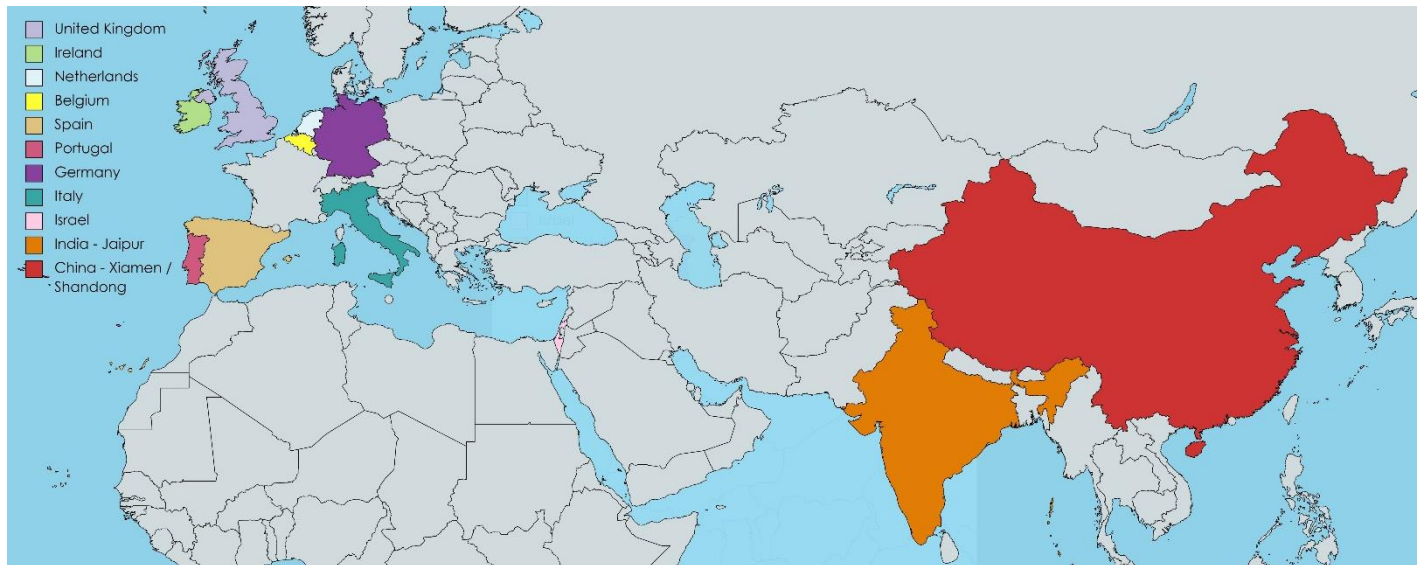 United Kingdom
Ireland
Netherlands
Belgium
Spain
Portugal
Germany
Italy
Israel
India - Jaipur
China - Xiamen /
Shandong